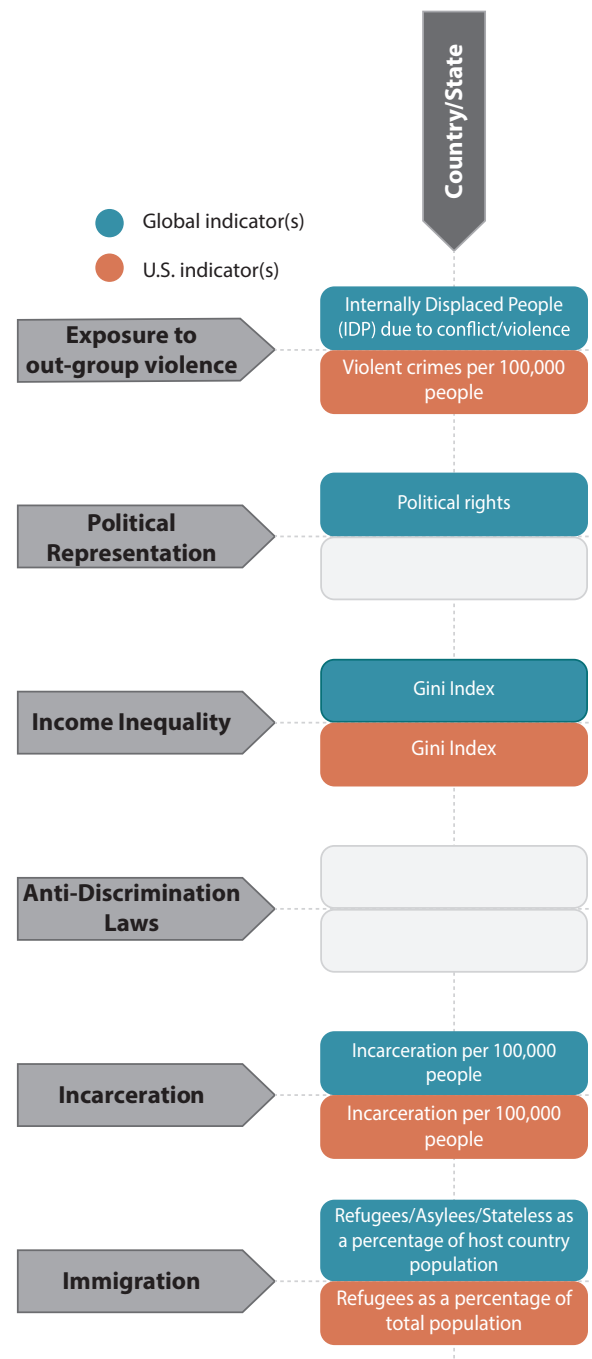 Country/State
Global indicator(s)
U.S. indicator(s)
Exposure to
out-group violence
Internally Displaced People
(IDP) due to conflict/violence
Violent crimes per 100,000
people
Political
Representation
Political rights
Income Inequality
Gini Index
Gini Index
Anti-Discrimination
Laws
Incarceration
Incarceration per 100,000
people
Incarceration per 100,000
people
Immigration
Refugees/Asylees/Stateless as
a percentage of host country
population
Refugees as a percentage of
total population